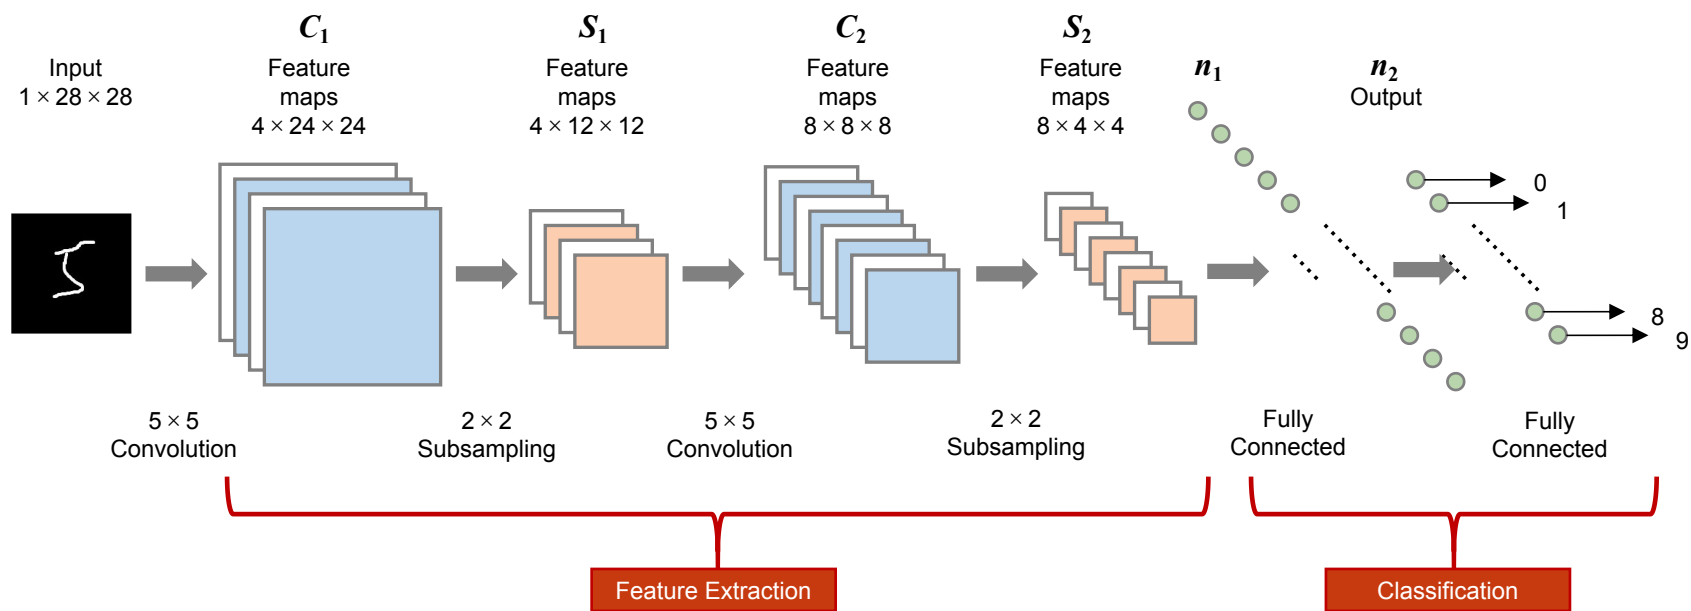 C1
S1
C2
S2
n1
n2
Input
1 × 28 × 28
Feature
maps
4 × 24 × 24
Feature
maps
4 × 12 × 12
Feature
maps
8 × 8 × 8
Feature
maps
8 × 4 × 4
Output
0
1
8
9
5 × 5
Convolution
2 × 2
Subsampling
5 × 5
Convolution
2 × 2
Subsampling
Fully
Connected
Fully
Connected
Feature Extraction
Classification